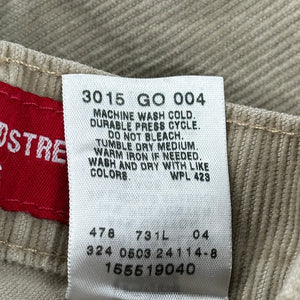 3015 GO 004
MACHINE WASH COLD.
DURABLE PRESS CYCLE.
DO NOT BLEACH.
TUMBLE DRY MEDIUM.
WARM IRON IF NEEDED.
WASH AND DRY WITH LIKE
COLORS. WPL 423
478 731L 04
324 0503 24114-8
155519040